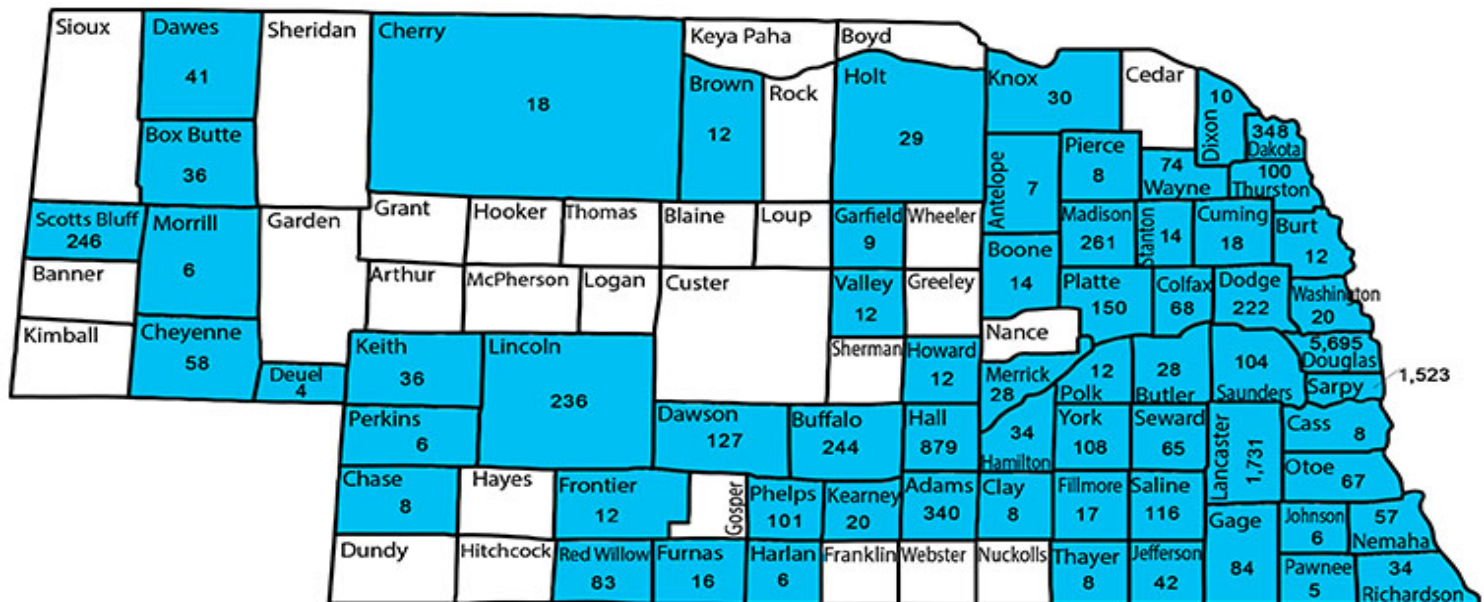 Sioux
Dawes
41
Sheridan
Cherry
18
Keya Paha
Boyd
Brown
12
Rock
Holt
29
Knox
30
Cedar
Dixon
10
348
Dakota
Box Butte
36
Antelope
7
Pierce
8
74
Wayne
100
Thurston
Scotts Bluff
246
Morrill
6
Garden
Grant
Hooker
Thomas
Blaine
Loup
Garfield
9
Wheeler
Boone
14
Madison
261
Stanton
14
Cuming
18
Burt
12
Banner
Arthur
McPherson
Logan
Custer
Valley
12
Greeley
Platte
150
Colfax
68
Dodge
222
Washington
20
Kimball
Cheyenne
58
Deuel
4
Keith
36
Lincoln
236
Sherman
Howard
12
Nance
Merrick
28
12
Polk
28
Butler
104
Saunders
5,695
Douglas
Sarpy
1,523
Perkins
6
Dawson
127
Buffalo
244
Hall
879
34
Hamilton
York
108
Seward
65
Lancaster
1,731
Cass
8
Otoe
67
Chase
8
Hayes
Frontier
12
Gosper
Phelps
101
Kearney
20
Adams
340
Clay
8
Fillmore
17
Saline
116
Gage
84
Johnson
6
57
Nemaha
Dundy
Hitchcock
Red Willow
83
Furnas
16
Harlan
6
Franklin
Webster
Nuckolls
Thayer
8
Jefferson
42
Pawnee
5
34
Richardson